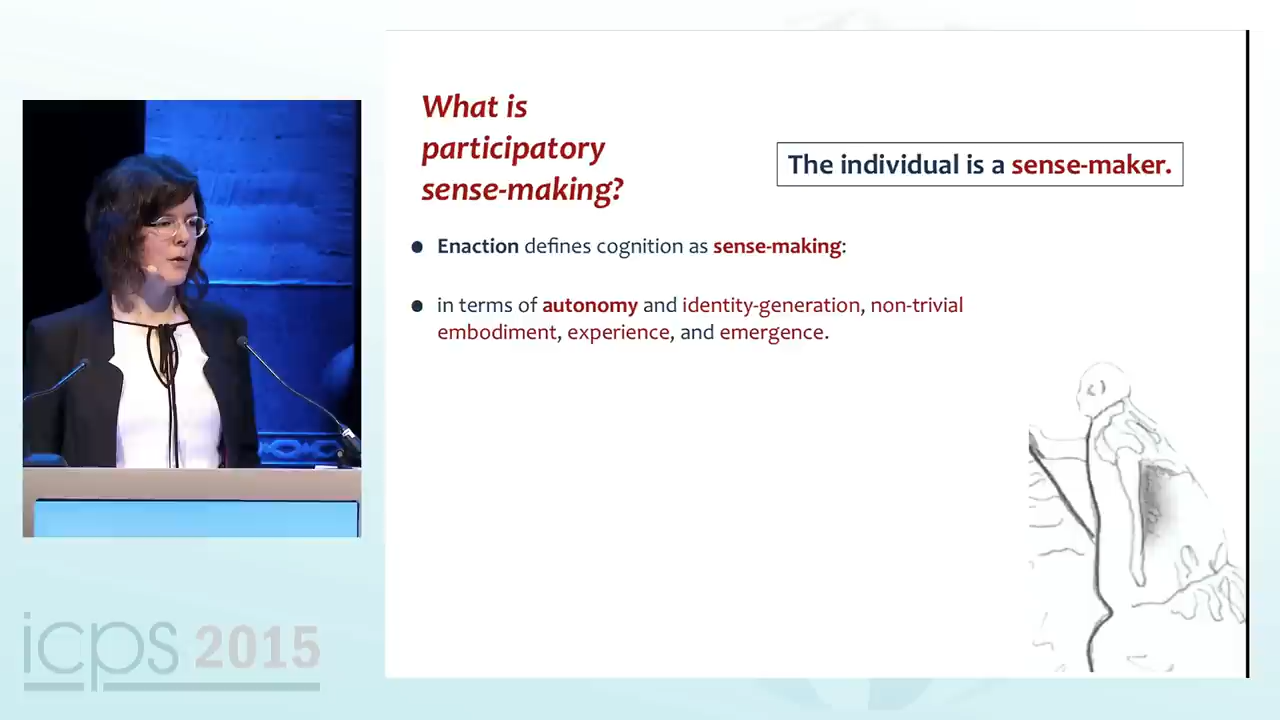 What is
participatory
sense-making?
The individual is a sense-maker.
● Enaction defines cognition as sense-making:
● in terms of autonomy and identity-generation, non-trivial
embodiment, experience, and emergence.
icps 2015